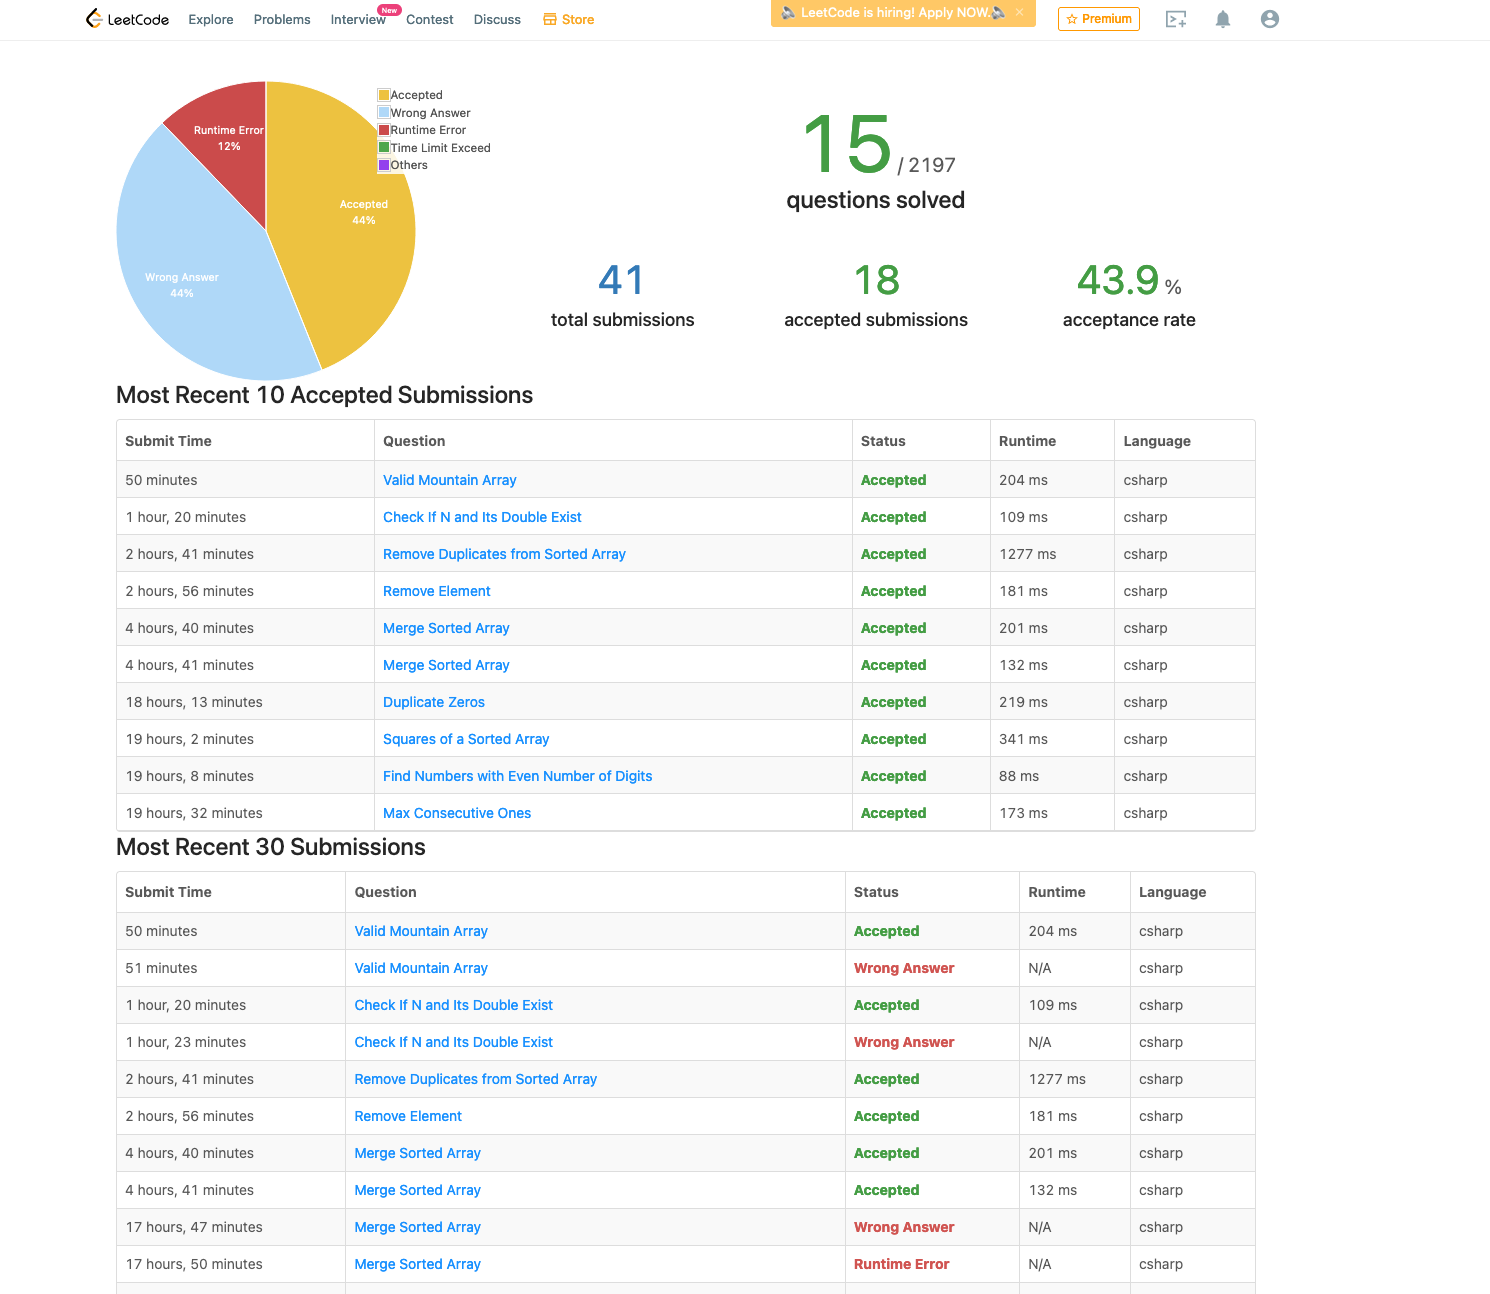 LeetCode Explore Problems Interview New Contest Discuss Store LeetCode is hiring! Apply NOW. × Premium
Accepted
Wrong Answer
Runtime Error
Time Limit Exceed
Others
Runtime Error
12%
Accepted
44%
Wrong Answer
44%
15 / 2197
questions solved
41 18 43.9 %
total submissions accepted submissions acceptance rate
Most Recent 10 Accepted Submissions
Submit Time Question Status Runtime Language
50 minutes Valid Mountain Array Accepted 204 ms csharp
1 hour, 20 minutes Check If N and Its Double Exist Accepted 109 ms csharp
2 hours, 41 minutes Remove Duplicates from Sorted Array Accepted 1277 ms csharp
2 hours, 56 minutes Remove Element Accepted 181 ms csharp
4 hours, 40 minutes Merge Sorted Array Accepted 201 ms csharp
4 hours, 41 minutes Merge Sorted Array Accepted 132 ms csharp
18 hours, 13 minutes Duplicate Zeros Accepted 219 ms csharp
19 hours, 2 minutes Squares of a Sorted Array Accepted 341 ms csharp
19 hours, 8 minutes Find Numbers with Even Number of Digits Accepted 88 ms csharp
19 hours, 32 minutes Max Consecutive Ones Accepted 173 ms csharp
Most Recent 30 Submissions
Submit Time Question Status Runtime Language
50 minutes Valid Mountain Array Accepted 204 ms csharp
51 minutes Valid Mountain Array Wrong Answer N/A csharp
1 hour, 20 minutes Check If N and Its Double Exist Accepted 109 ms csharp
1 hour, 23 minutes Check If N and Its Double Exist Wrong Answer N/A csharp
2 hours, 41 minutes Remove Duplicates from Sorted Array Accepted 1277 ms csharp
2 hours, 56 minutes Remove Element Accepted 181 ms csharp
4 hours, 40 minutes Merge Sorted Array Accepted 201 ms csharp
4 hours, 41 minutes Merge Sorted Array Accepted 132 ms csharp
17 hours, 47 minutes Merge Sorted Array Wrong Answer N/A csharp
17 hours, 50 minutes Merge Sorted Array Runtime Error N/A csharp